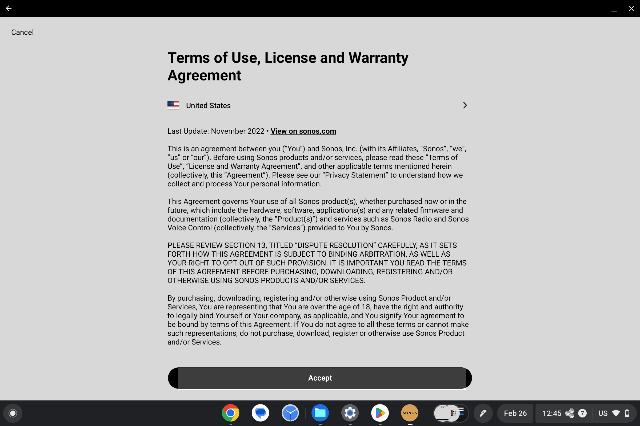 Cancel
Terms of Use, License and Warranty
Agreement
United States
Last Update: November 2022 • View on sonos.com
This is an agreement between you ("You") and Sonos, Inc. (with its Affiliates, "Sonos", "we",
"us" or "our"). Before using Sonos products and/or services, please read these "Terms of
Use", "License and Warranty Agreement", and other applicable terms mentioned herein
(collectively, this "Agreement"). Please see our "Privacy Statement" to understand how we
collect and process Your personal information.
This Agreement governs Your use of all Sonos product(s), whether purchased now or in the
future, which include the hardware, software, applications(s) and any related firmware and
documentation (collectively, the "Product(s)") and services such as Sonos Radio and Sonos
Voice Control (collectively, the "Services") provided to You by Sonos.
PLEASE REVIEW SECTION 13, TITLED "DISPUTE RESOLUTION" CAREFULLY, AS IT SETS
FORTH HOW THIS AGREEMENT IS SUBJECT TO BINDING ARBITRATION, AS WELL AS
YOUR RIGHT TO OPT OUT OF SUCH PROVISION. IT IS IMPORTANT YOU READ THE TERMS
OF THIS AGREEMENT BEFORE PURCHASING, DOWNLOADING, REGISTERING AND/OR
OTHERWISE USING SONOS PRODUCTS AND/OR SERVICES.
By purchasing, downloading, registering and/or otherwise using Sonos Product and/or
Services, You are representing that You are over the age of 18, have the right and authority
to legally bind Yourself or Your company, as applicable, and You signify Your agreement to
be bound by terms of this Agreement. If You do not agree to all these terms or cannot make
such representations, do not purchase, download, register or otherwise use Sonos Product
and/or Services.
Accept
SONOS
Feb 26
12:45
US